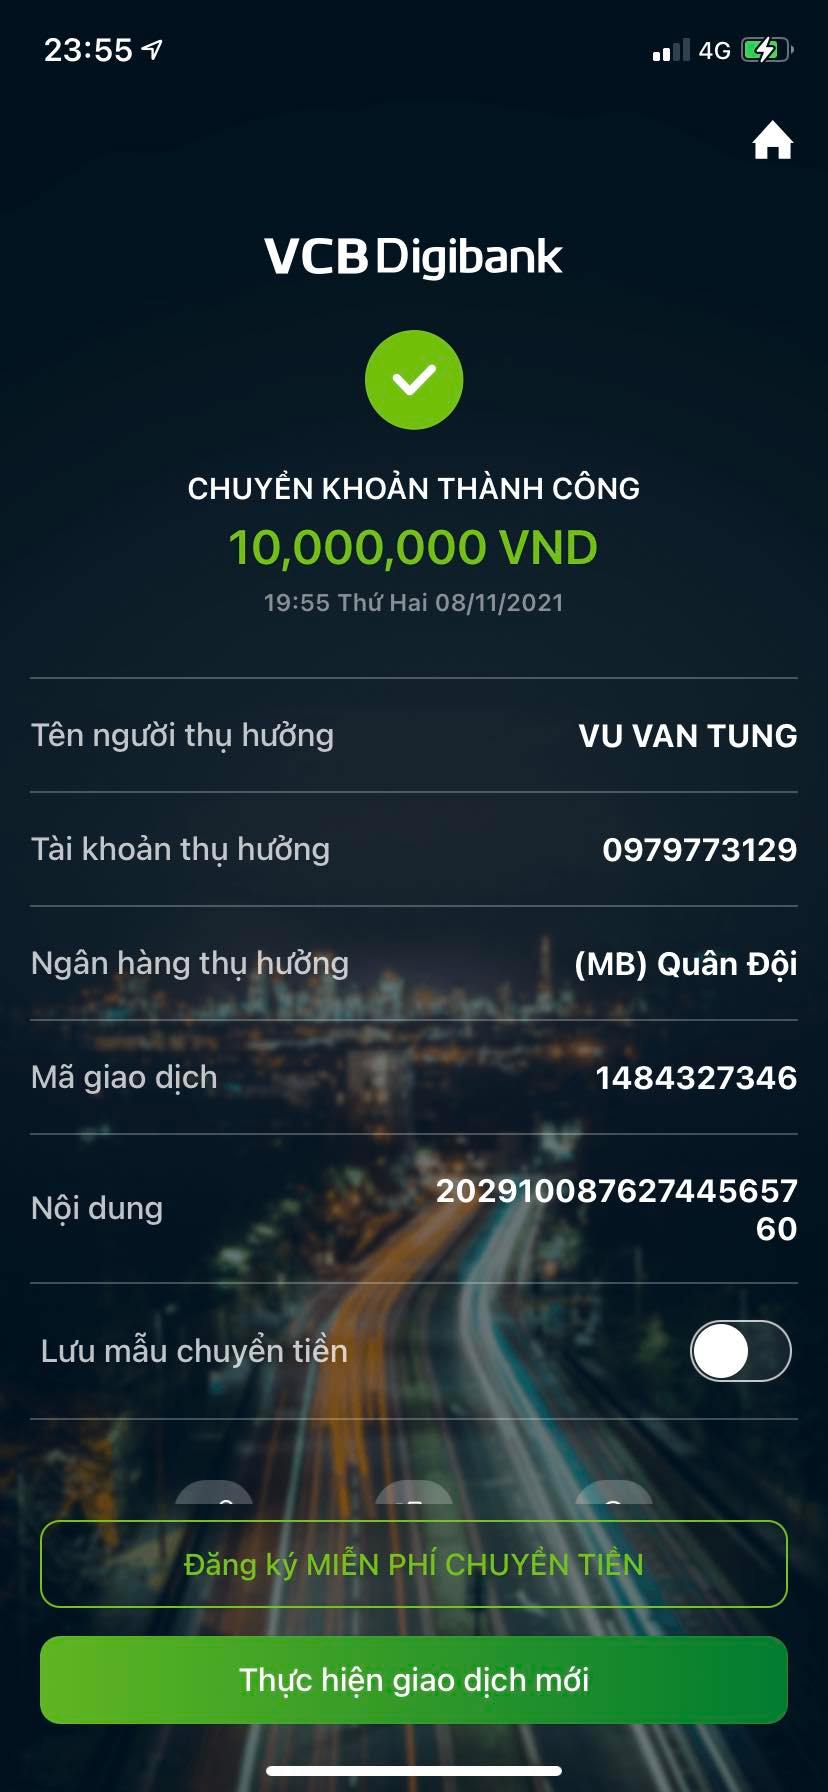 23:55 4G
VCB Digibank
CHUYỂN KHOẢN THÀNH CÔNG
10,000,000 VND
19:55 Thứ Hai 08/11/2021
Tên người thụ hưởng VU VAN TUNG
Tài khoản thụ hưởng 0979773129
Ngân hàng thụ hưởng (MB) Quân Đội
Mã giao dịch 1484327346
Nội dung 202910087627445657
60
Lưu mẫu chuyển tiền
Đăng ký MIỄN PHÍ CHUYỂN TIỀN
Thực hiện giao dịch mới